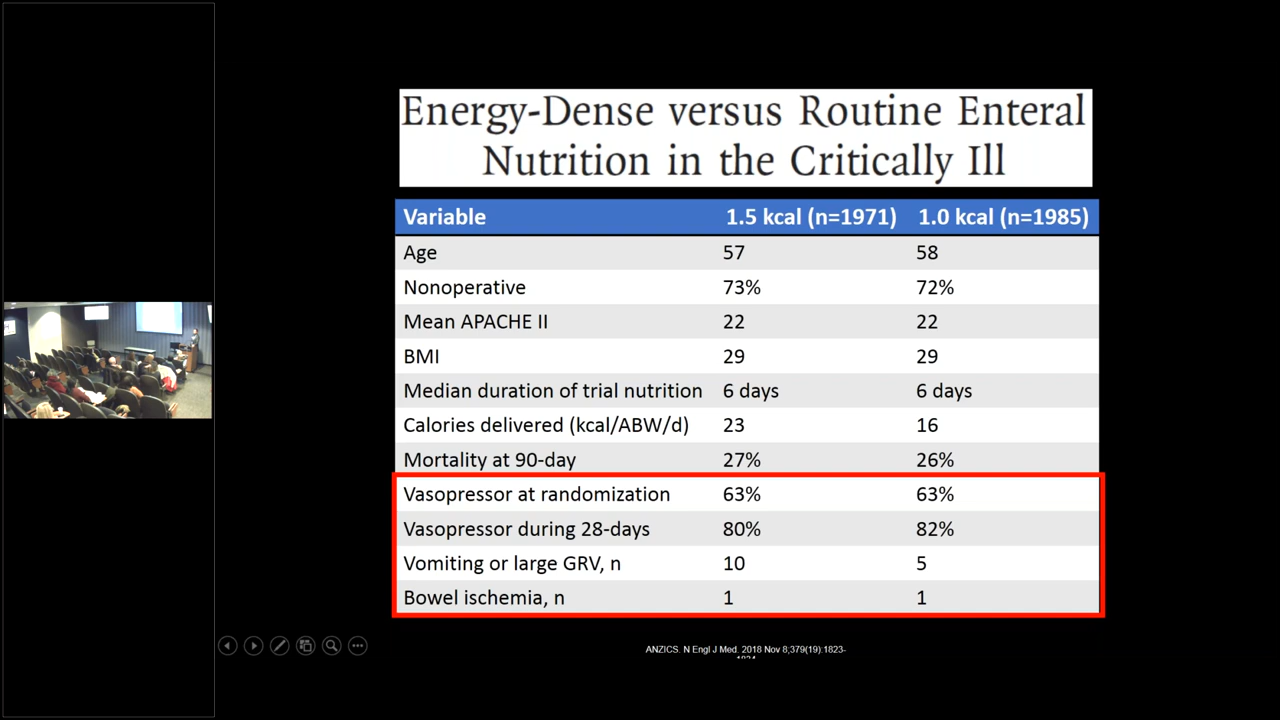 Energy-Dense versus Routine Enteral
Nutrition in the Critically Ill
Variable 1.5 kcal (n=1971) 1.0 kcal (n=1985)
Age 57 58
Nonoperative 73% 72%
Mean APACHE II 22 22
BMI 29 29
Median duration of trial nutrition 6 days 6 days
Calories delivered (kcal/ABW/d) 23 16
Mortality at 90-day 27% 26%
Vasopressor at randomization 63% 63%
Vasopressor during 28-days 80% 82%
Vomiting or large GRV, n 10 5
Bowel ischemia, n 1 1
ANZICS. N Engl J Med. 2018 Nov 8;379(19):1823-